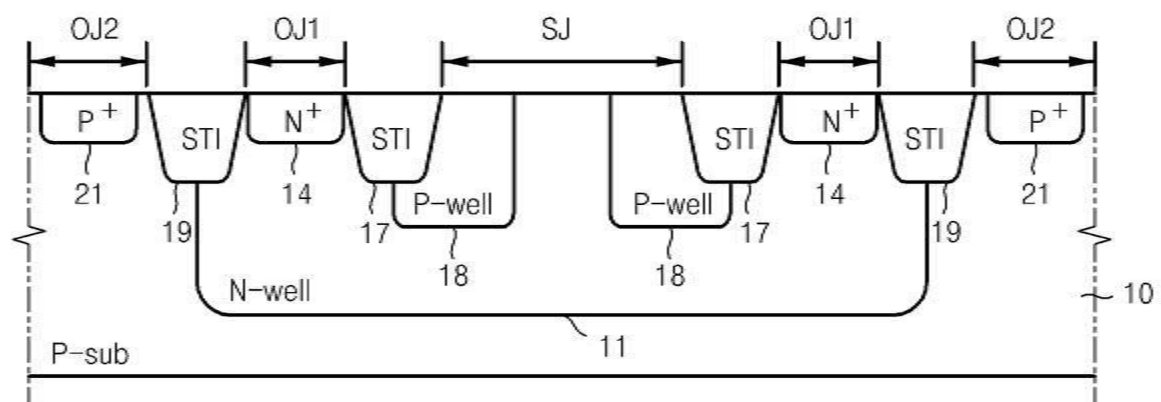 OJ2 OJ1 SJ OJ1 OJ2
P+ STI N+ STI STI N+ STI P+
21 19 14 17 P-well 18 P-well 18 17 14 19 21
N-well 10
11
P-sub